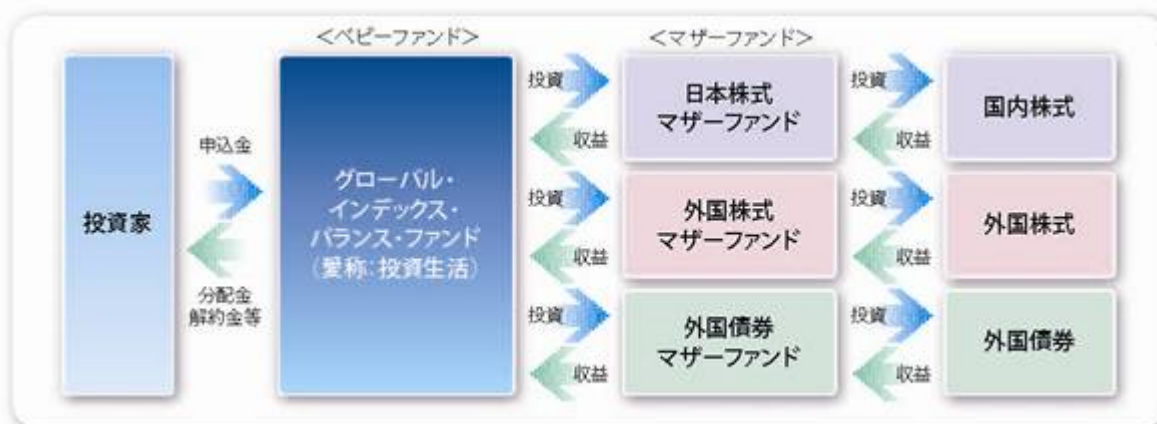 <ベビーファンド>
<マザーファンド>
投資家
申込金
分配金
解約金等
グローバル・
インデックス・
バランス・ファンド
(愛称:投資生活)
投資
収益
日本株式
マザーファンド
投資
収益
国内株式
投資
収益
外国株式
マザーファンド
投資
収益
外国株式
投資
収益
外国債券
マザーファンド
投資
収益
外国債券